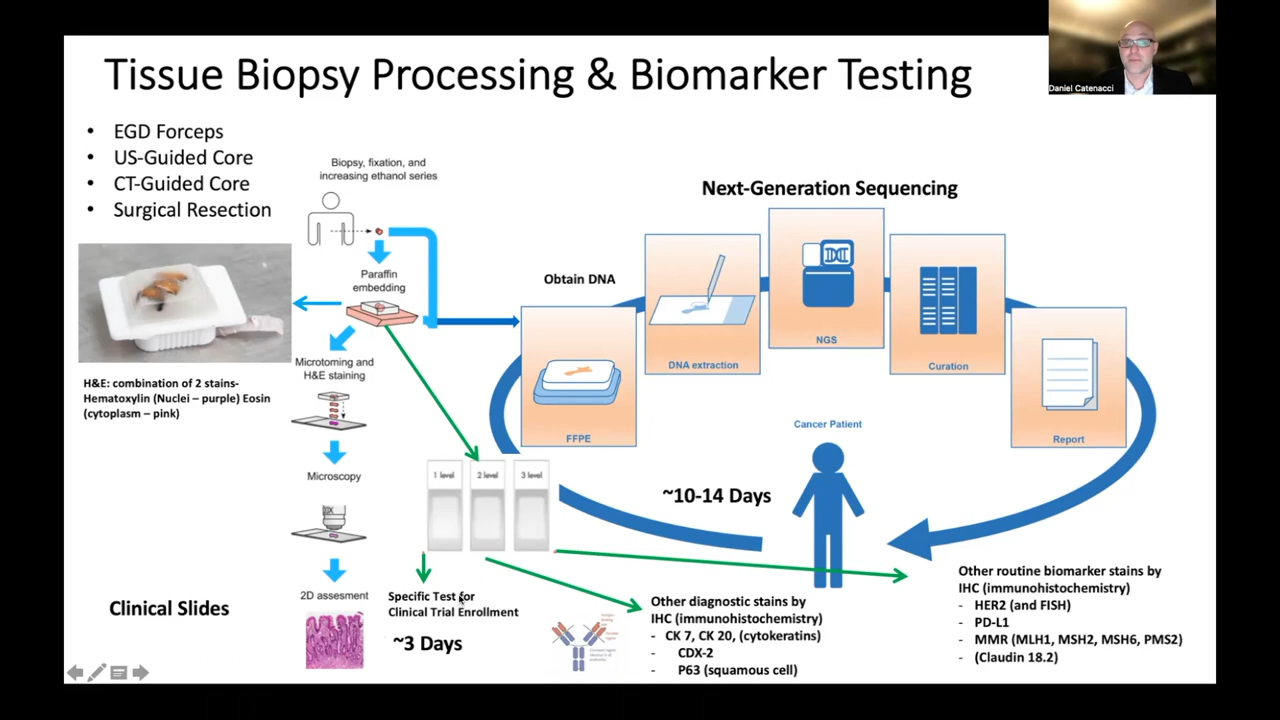 Tissue Biopsy Processing & Biomarker Testing
Daniel Catenacci
• EGD Forceps
• US-Guided Core
• CT-Guided Core
• Surgical Resection
Biopsy, fixation, and
increasing ethanol series
Paraffin
embedding
H&E: combination of 2 stains-
Hematoxylin (Nuclei – purple) Eosin
(cytoplasm – pink)
Microtoming and
H&E staining
Microscopy
2D assesment
Clinical Slides
Next-Generation Sequencing
Obtain DNA
FFPE
DNA extraction
NGS
Curation
Report
Cancer Patient
~10-14 Days
1 level
2 level
3 level
Specific Test for
Clinical Trial Enrollment
~3 Days
Other diagnostic stains by
IHC (immunohistochemistry)
- CK 7, CK 20, (cytokeratins)
- CDX-2
- P63 (squamous cell)
Other routine biomarker stains by
IHC (immunohistochemistry)
- HER2 (and FISH)
- PD-L1
- MMR (MLH1, MSH2, MSH6, PMS2)
- (Claudin 18.2)